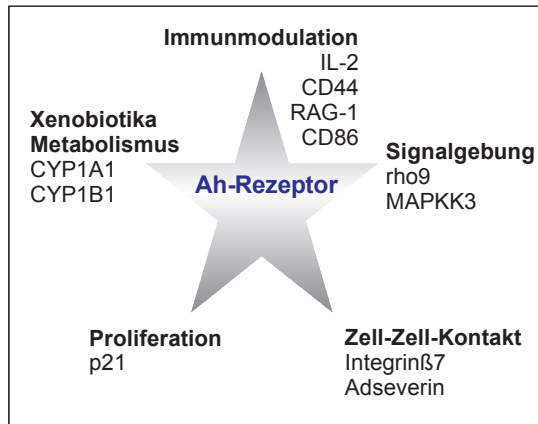 Immunmodulation
IL-2
CD44
RAG-1
CD86
Xenobiotika
Metabolismus
CYP1A1
CYP1B1
Signalgebung
rho9
MAPKK3
Ah-Rezeptor
Proliferation
p21
Zell-Zell-Kontakt
Integrinß7
Adseverin